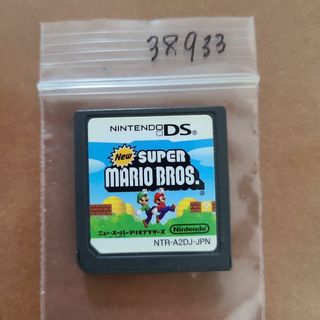 38933
NINTENDO DS
New SUPER
MARIO BROS.
ニュー・スーパーマリオブラザーズ
Nintendo
NTR-A2DJ-JPN